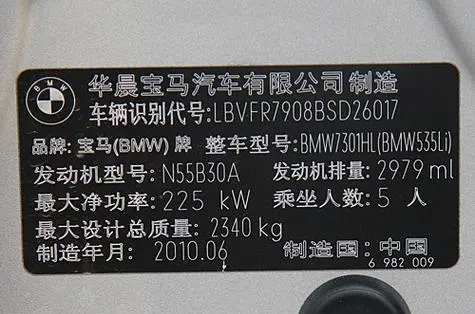 BMW
华晨宝马汽车有限公司制造
车辆识别代号:LBVFR7908BSD26017
品牌:宝马(BMW)牌 整车型号:BMW7301HL(BMW535Li)
发动机型号:N55B30A 发动机排量:2979 ml
最大净功率:225 kW 乘坐人数:5 人
最大设计总质量:2340kg
制造年月:2010.06 制造国:中国
6 982 009